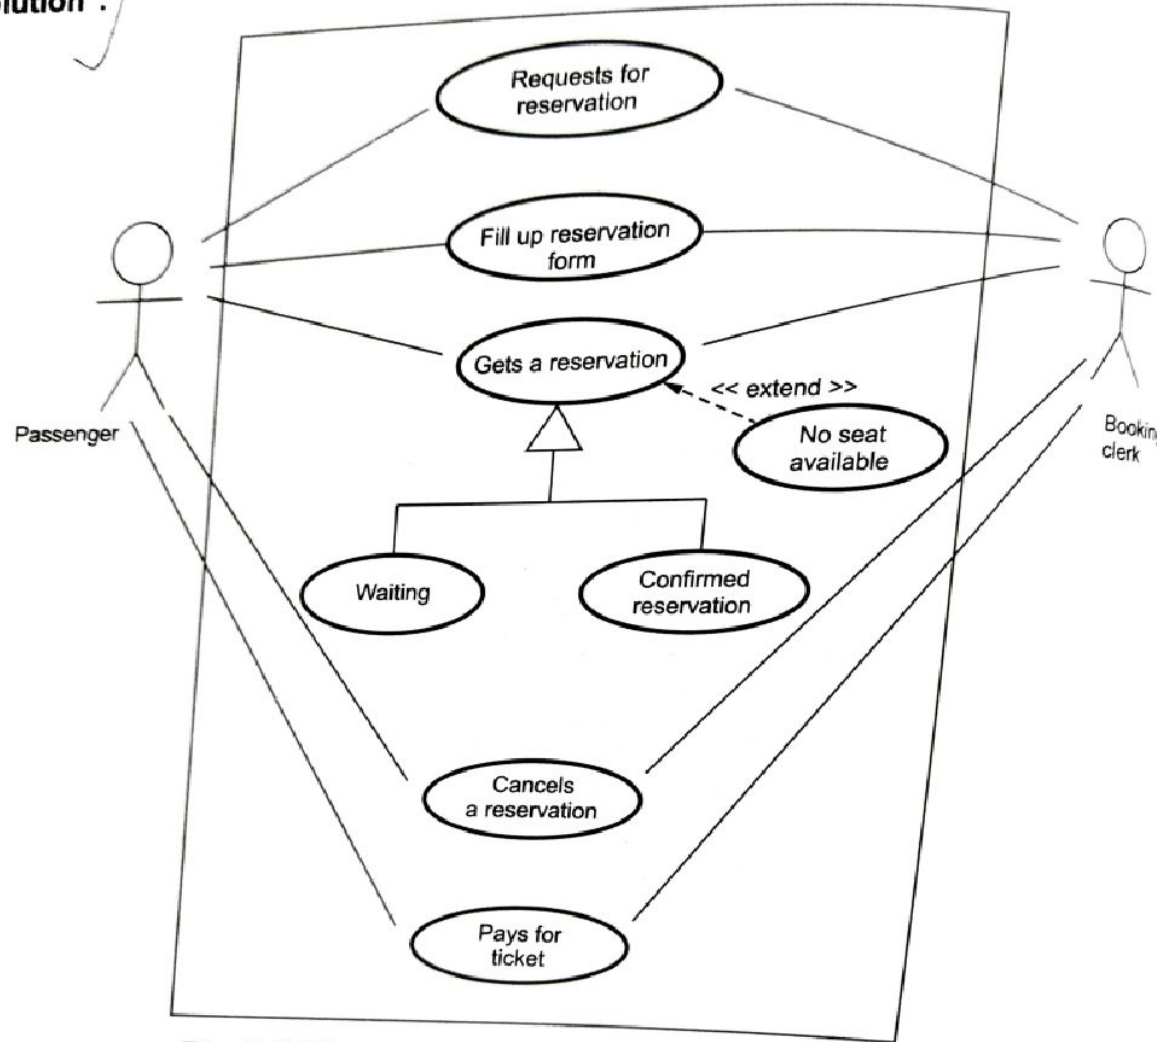 olution :
Requests for
reservation
Fill up reservation
form
Gets a reservation
<< extend >>
No seat
available
Passenger
Booking
clerk
Waiting
Confirmed
reservation
Cancels
a reservation
Pays for
ticket